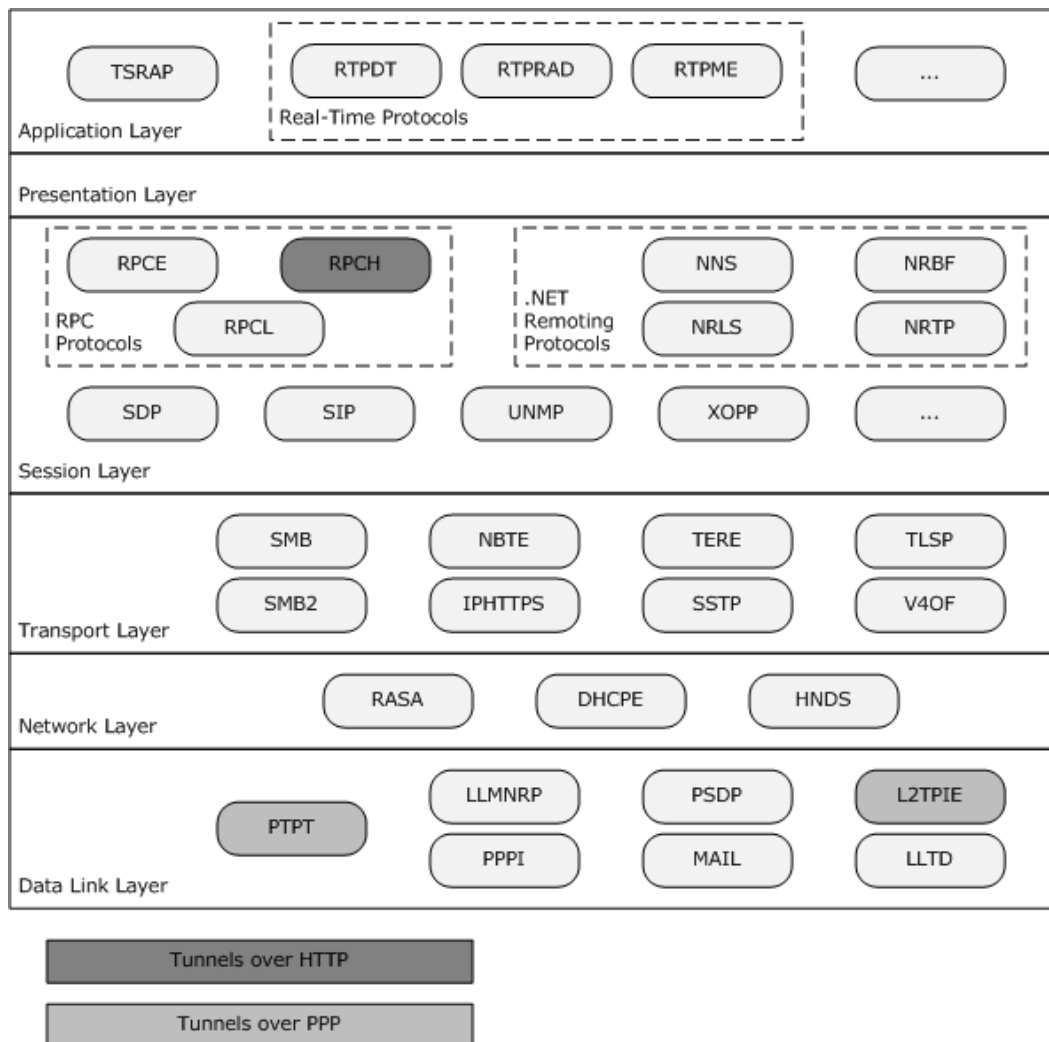 TSRAP
RTPDT
RTPRAD
RTPME
...
Real-Time Protocols
Application Layer
Presentation Layer
RPCE
RPCH
NNS
NRBF
.NET
Remoting
Protocols
RPC
Protocols
RPCL
NRLS
NRTP
SDP
SIP
UNMP
XOPP
...
Session Layer
SMB
NBTE
TERE
TLSP
SMB2
IPHTTPS
SSTP
V4OF
Transport Layer
RASA
DHCPE
HNDS
Network Layer
PTPT
LLMNRP
PSDP
L2TPIE
PPPI
MAIL
LLTD
Data Link Layer
Tunnels over HTTP
Tunnels over PPP